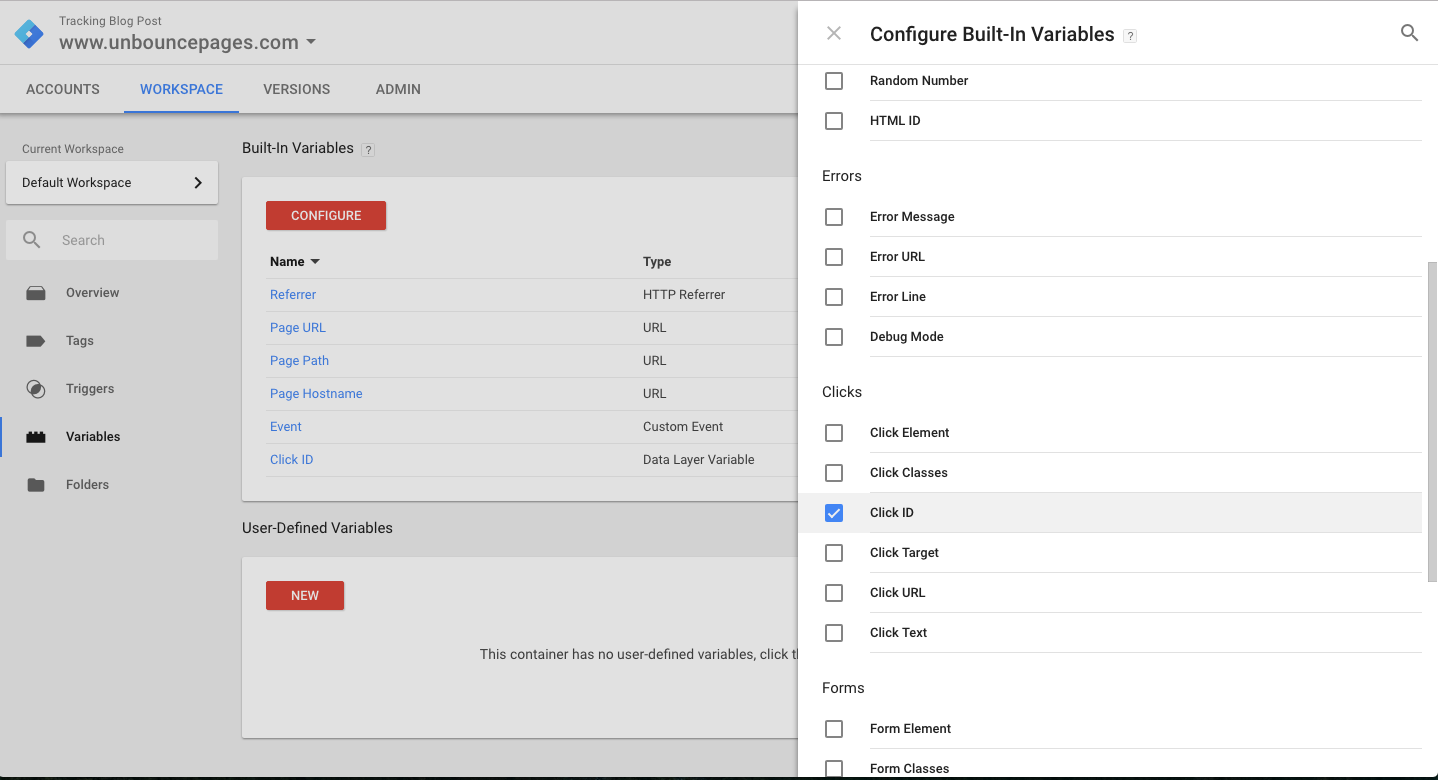 Tracking Blog Post
www.unbouncepages.com
ACCOUNTS WORKSPACE VERSIONS ADMIN
Current Workspace
Default Workspace
Search
Overview
Tags
Triggers
Variables
Folders
Built-In Variables ?
CONFIGURE
Name Type
Referrer HTTP Referrer
Page URL URL
Page Path URL
Page Hostname URL
Event Custom Event
Click ID Data Layer Variable
User-Defined Variables
NEW
This container has no user-defined variables, click t
Configure Built-In Variables ?
Random Number
HTML ID
Errors
Error Message
Error URL
Error Line
Debug Mode
Clicks
Click Element
Click Classes
Click ID
Click Target
Click URL
Click Text
Forms
Form Element
Form Classes